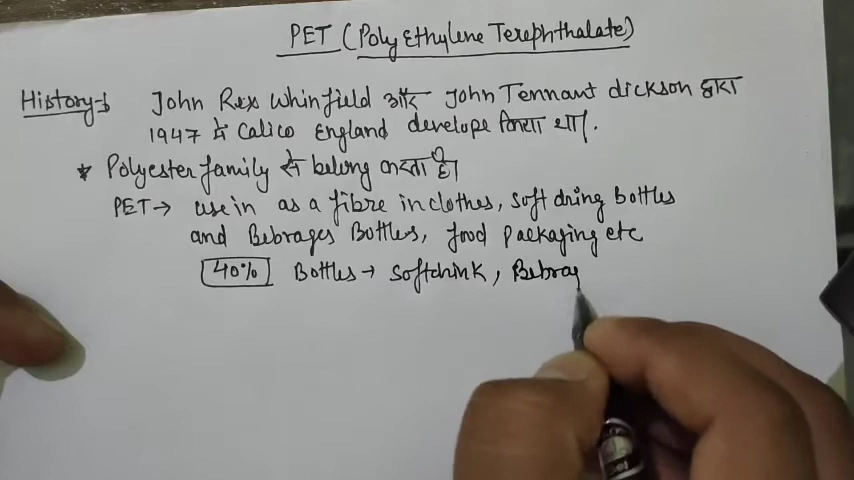 PET (Poly Ethylene Terephthalate)
History→ John Rex Whinfield और John Tennant dickson द्वारा
1947 में Calico England develope किया था।
* Polyester family से belong करता है।
PET→ use in as a fibre in clothes, soft dring bottles
and Bebrages Bottles, food packaging etc
40% Bottles → Softdrink, Bebrag